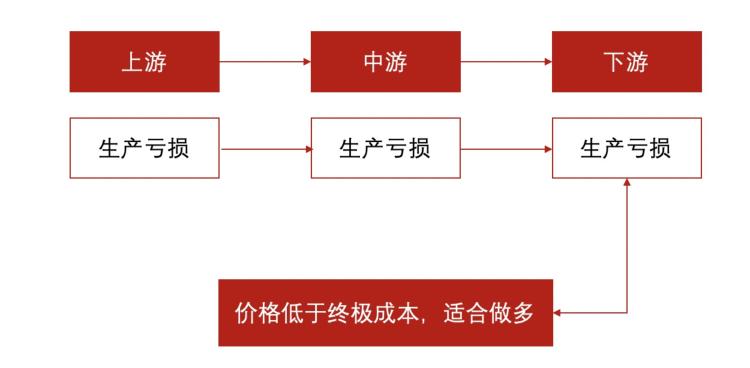 上游
中游
下游
生产亏损
生产亏损
生产亏损
价格低于终极成本，适合做多